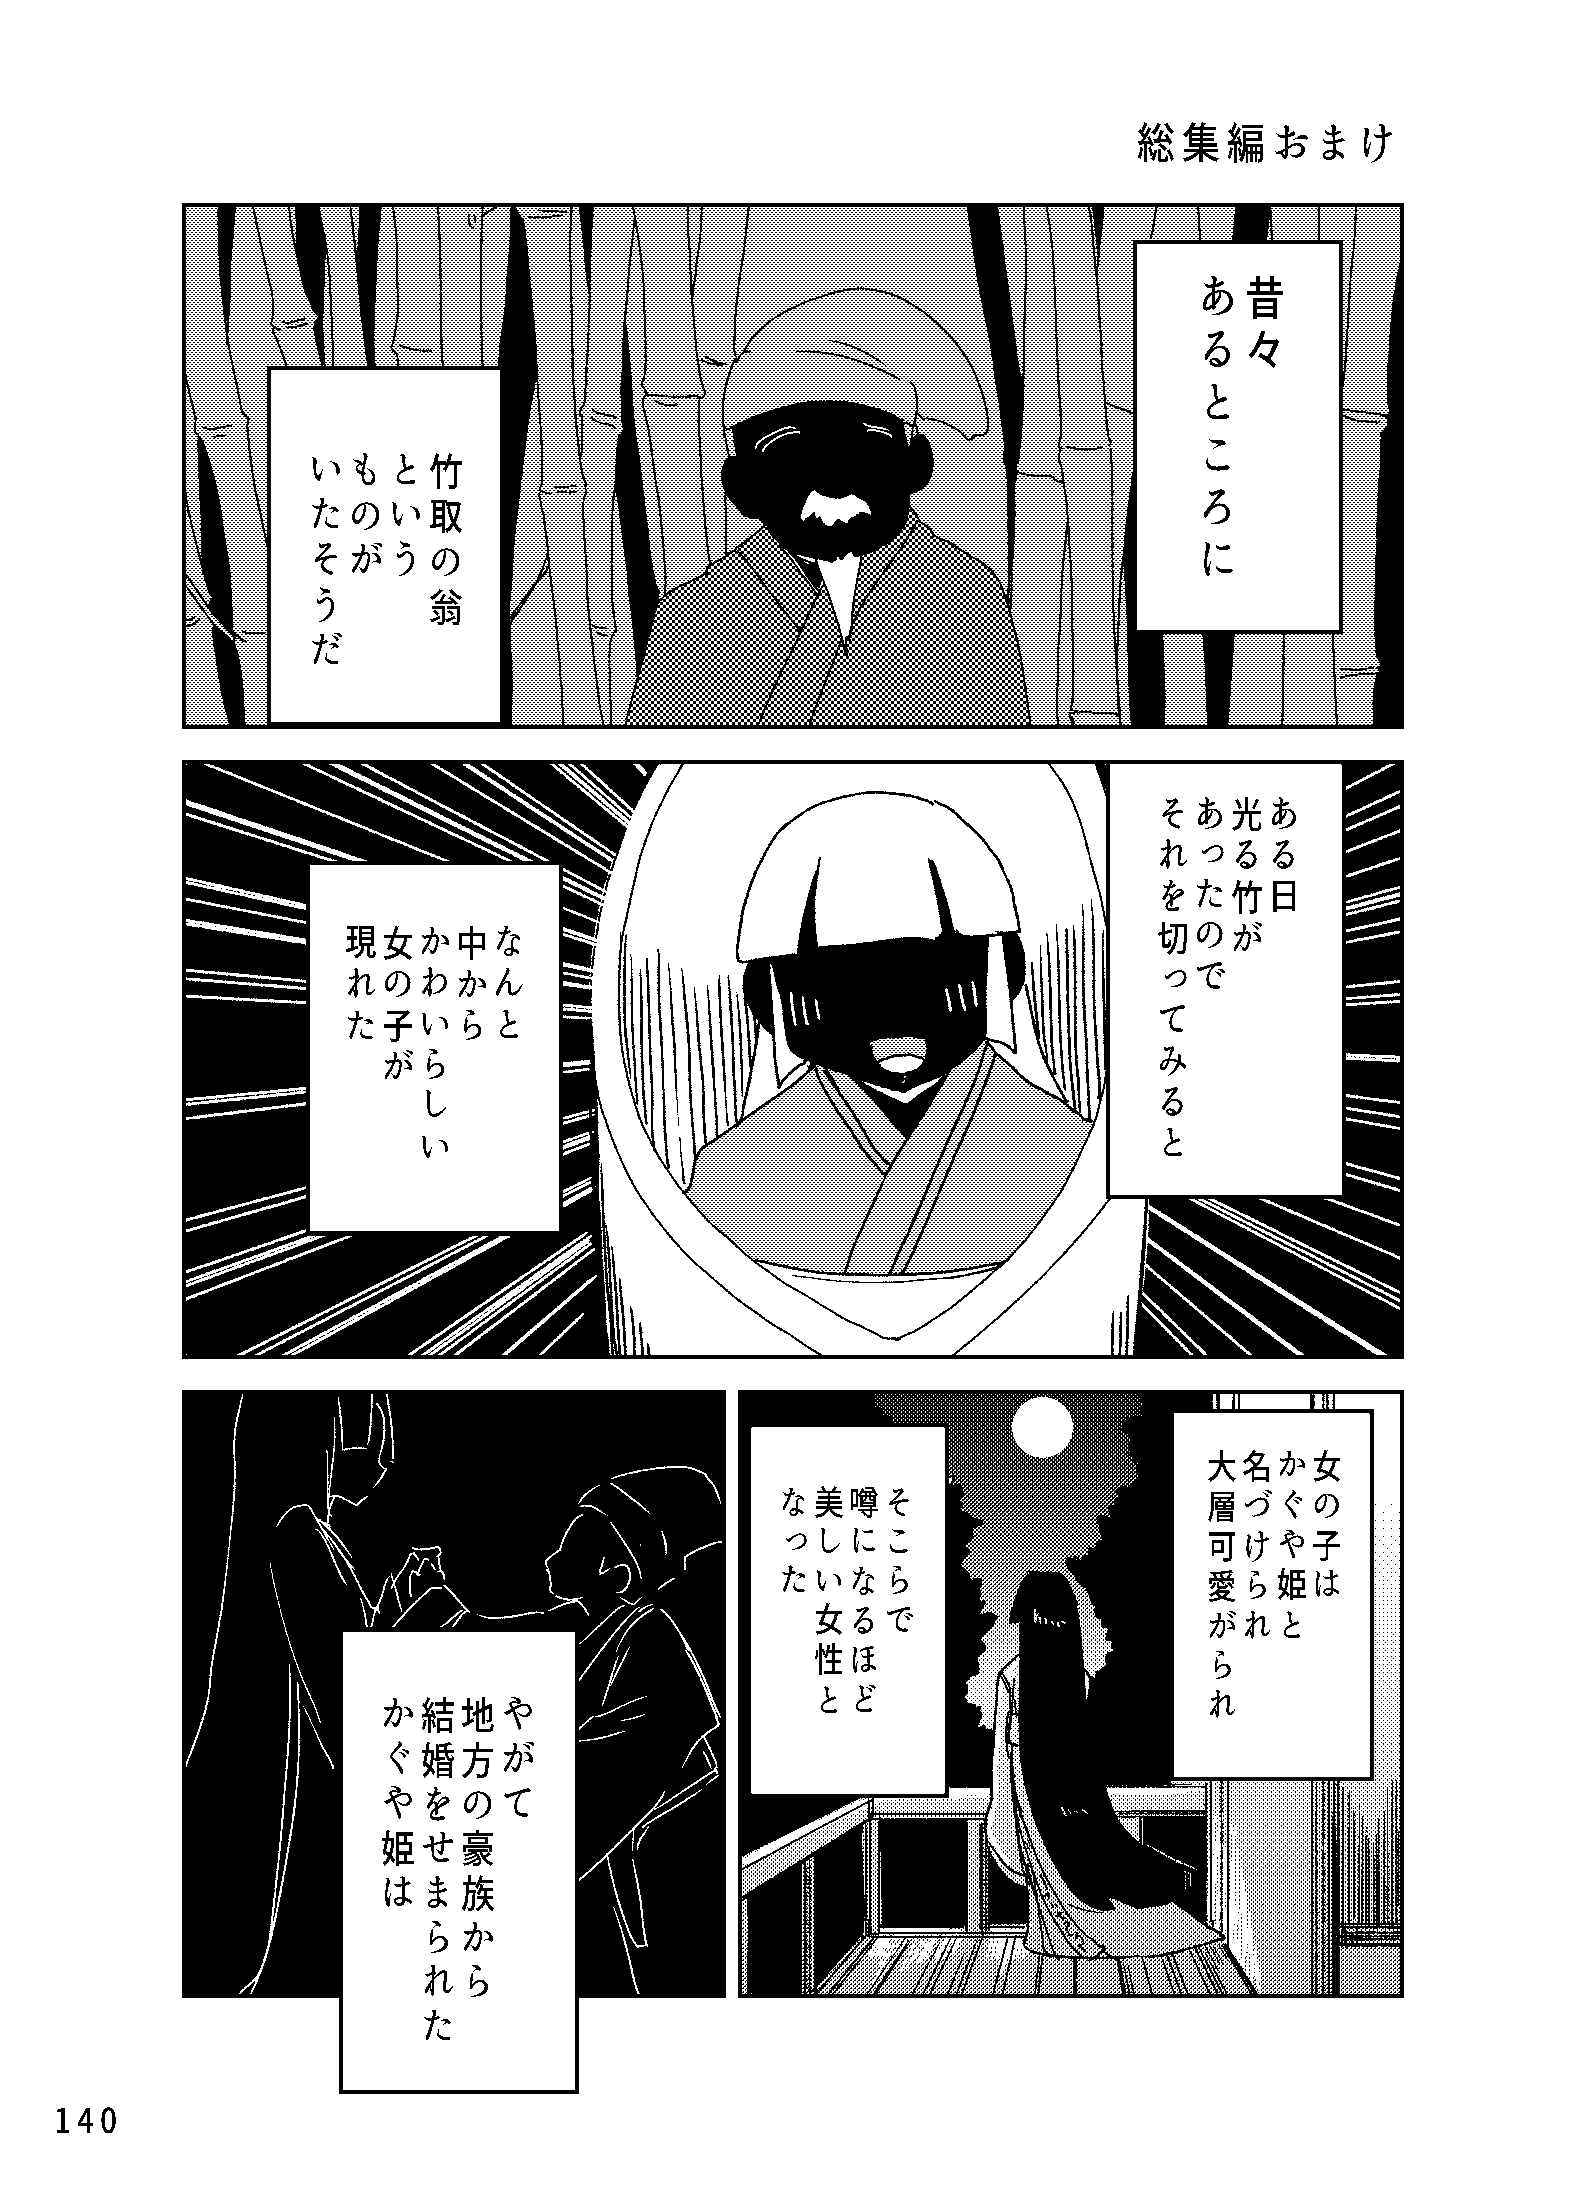 総集編おまけ
昔々
あるところに
竹取の翁
という
ものが
いたそうだ
ある日
光る竹が
あったので
それを切ってみると
なんと
中から
かわいらしい
女の子が
現れた
女の子は
かぐや姫と
名づけられ
大層可愛がられ
そこらで
噂になるほど
美しい女性と
なった
やがて
地方の豪族から
結婚をせまられた
かぐや姫は
140